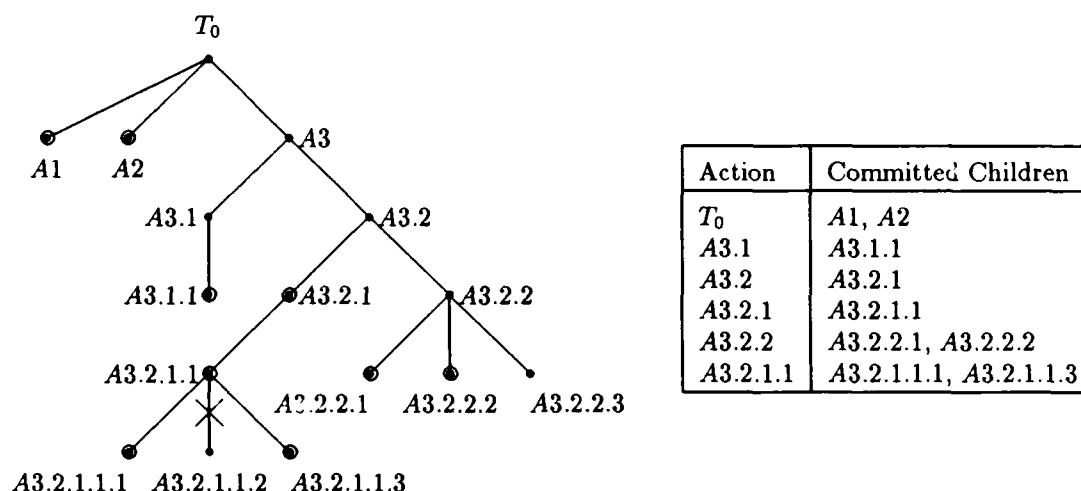 T₀
A1 A2 A3
A3.1 A3.2
A3.1.1 A3.2.1 A3.2.2
A3.2.1.1
A3.2.2.2 A3.2.2.3
A3.2.1.1.1 A3.2.1.1.2 A3.2.1.1.3
Action Committed Children
T₀ A1, A2
A3.1 A3.1.1
A3.2 A3.2.1
A3.2.1 A3.2.1.1
A3.2.2 A3.2.2.1, A3.2.2.2
A3.2.1.1 A3.2.1.1.1, A3.2.1.1.3